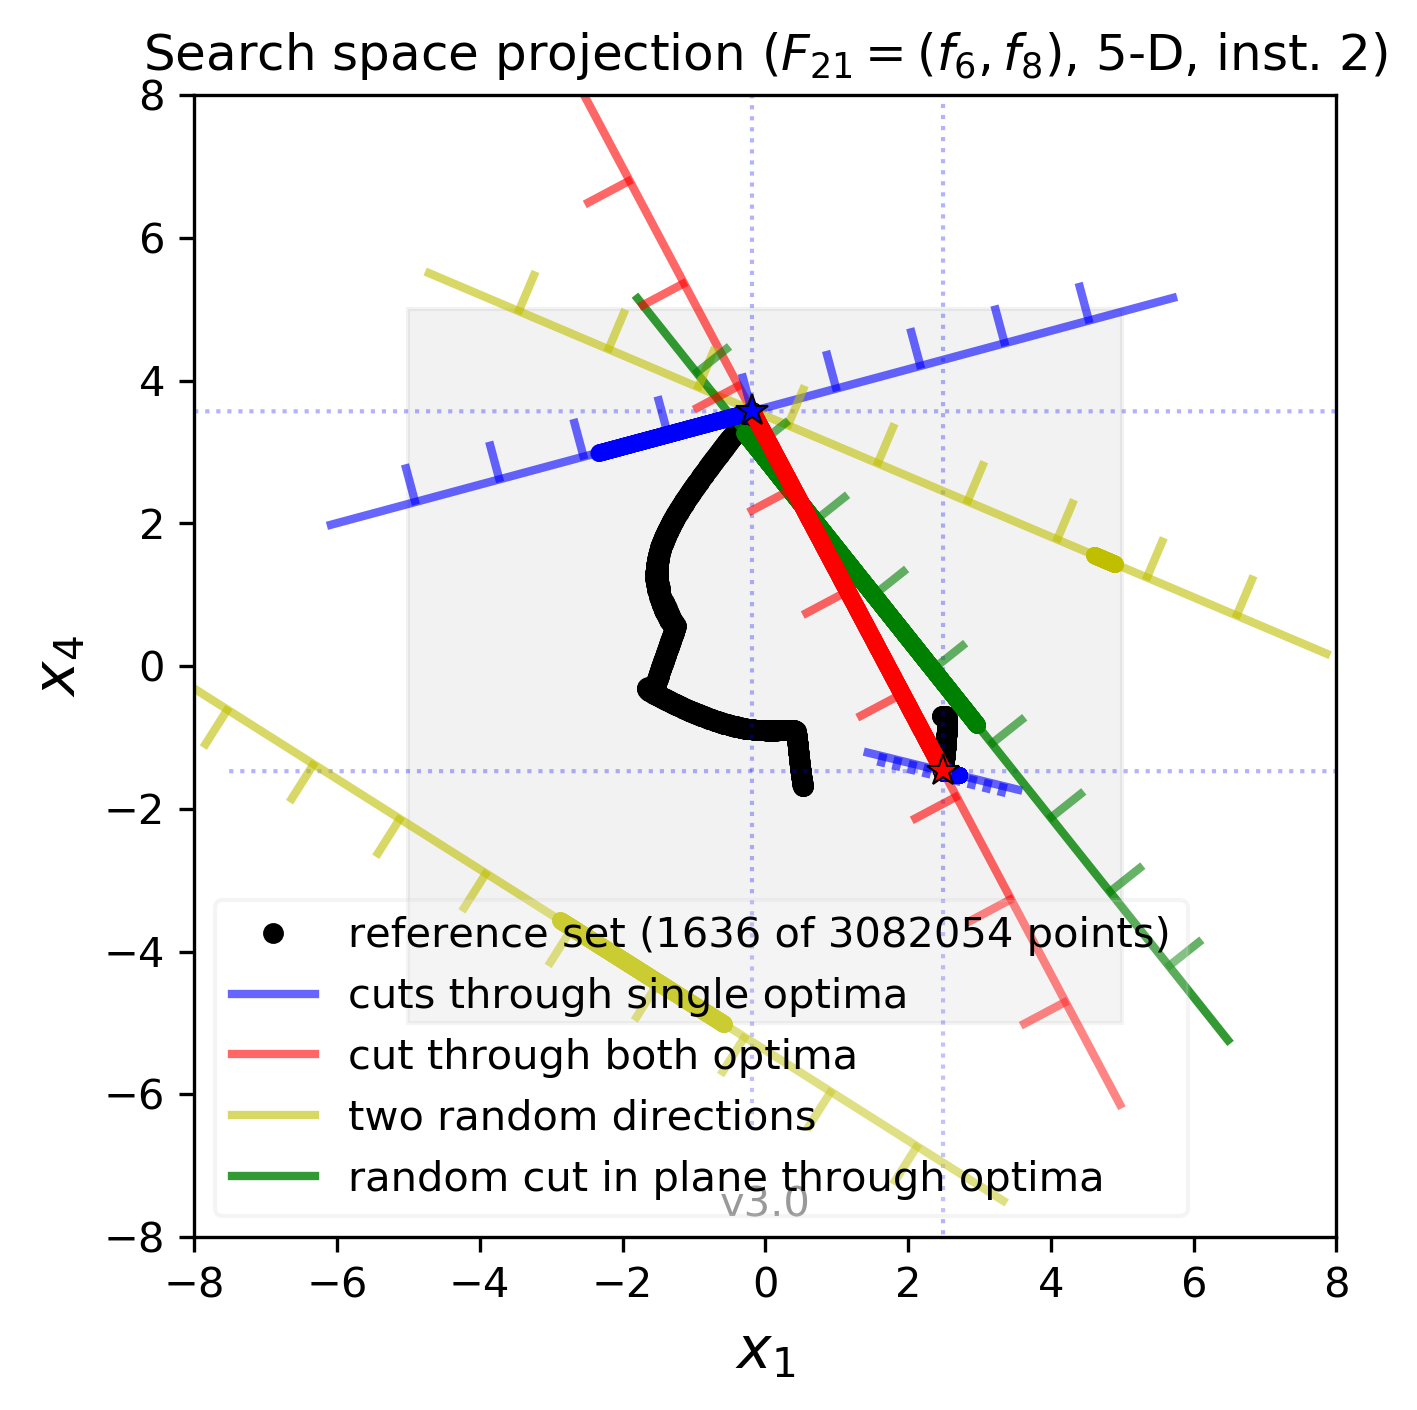 Search space projection (F₂₁ = (f₆, f₈), 5-D, inst. 2)
8
6
4
2
0
−2
−4
−6
−8
x₄
reference set (1636 of 3082054 points)
cuts through single optima
cut through both optima
two random directions
random cut in plane through optima
v3.0
−8 −6 −4 −2 0 2 4 6 8
x₁